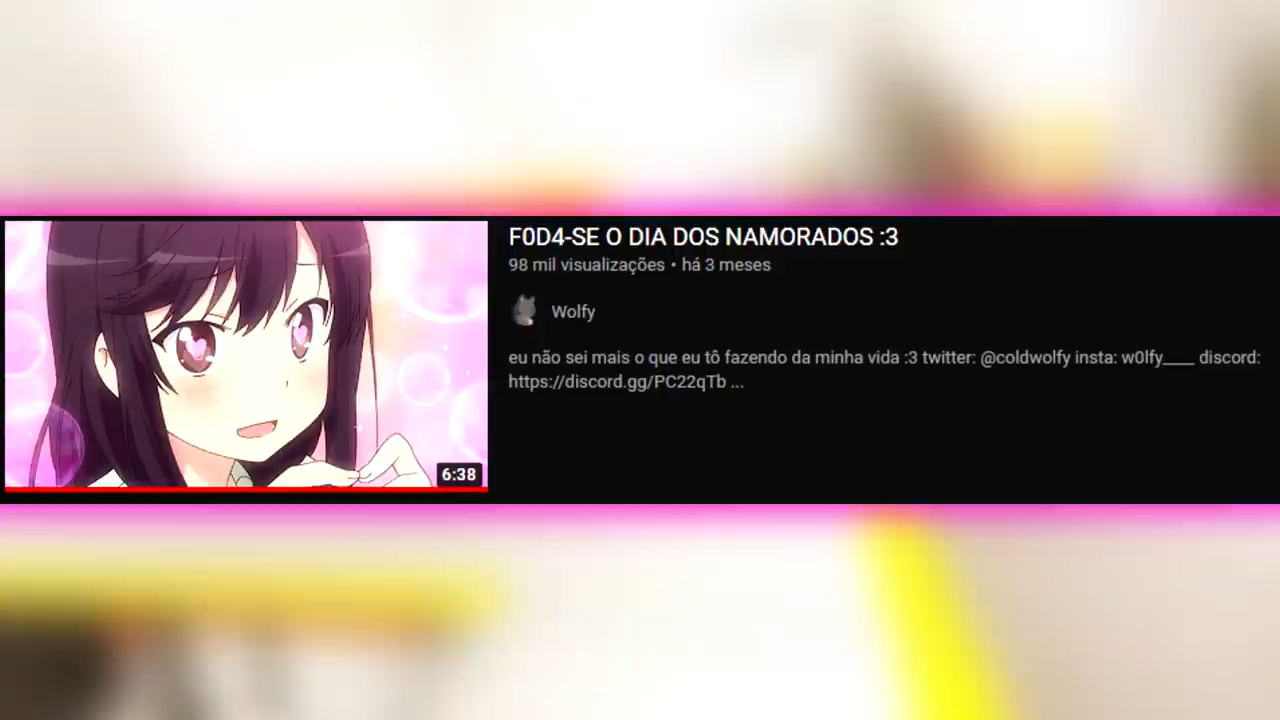 F0D4-SE O DIA DOS NAMORADOS :3
98 mil visualizações • há 3 meses
Wolfy
eu não sei mais o que eu tô fazendo da minha vida :3 twitter: @coldwolfy insta: w0lfy____ discord:
https://discord.gg/PC22qTb ...
6:38